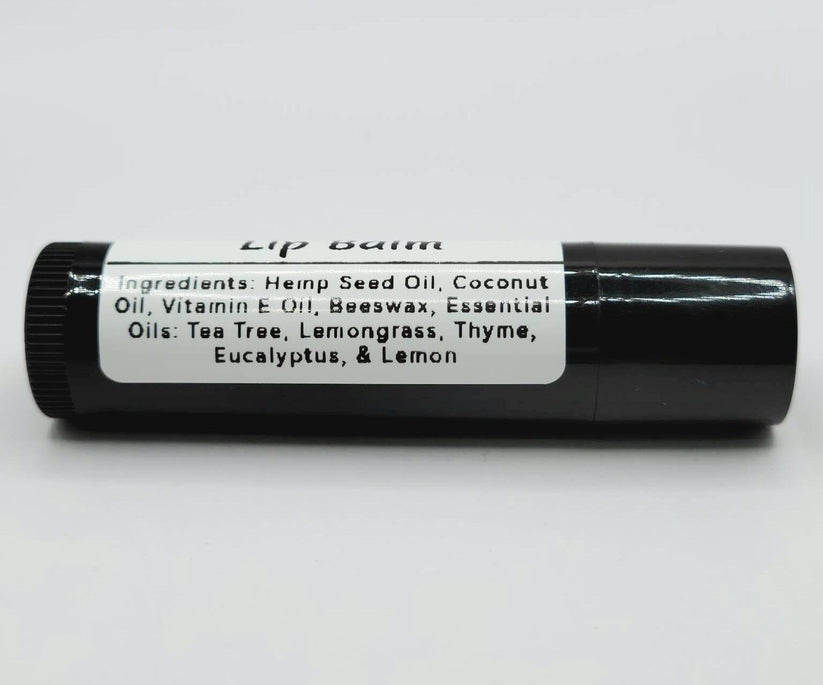 Lip Balm
Ingredients: Hemp Seed Oil, Coconut
Oil, Vitamin E Oil, Beeswax, Essential
Oils: Tea Tree, Lemongrass, Thyme,
Eucalyptus, & Lemon